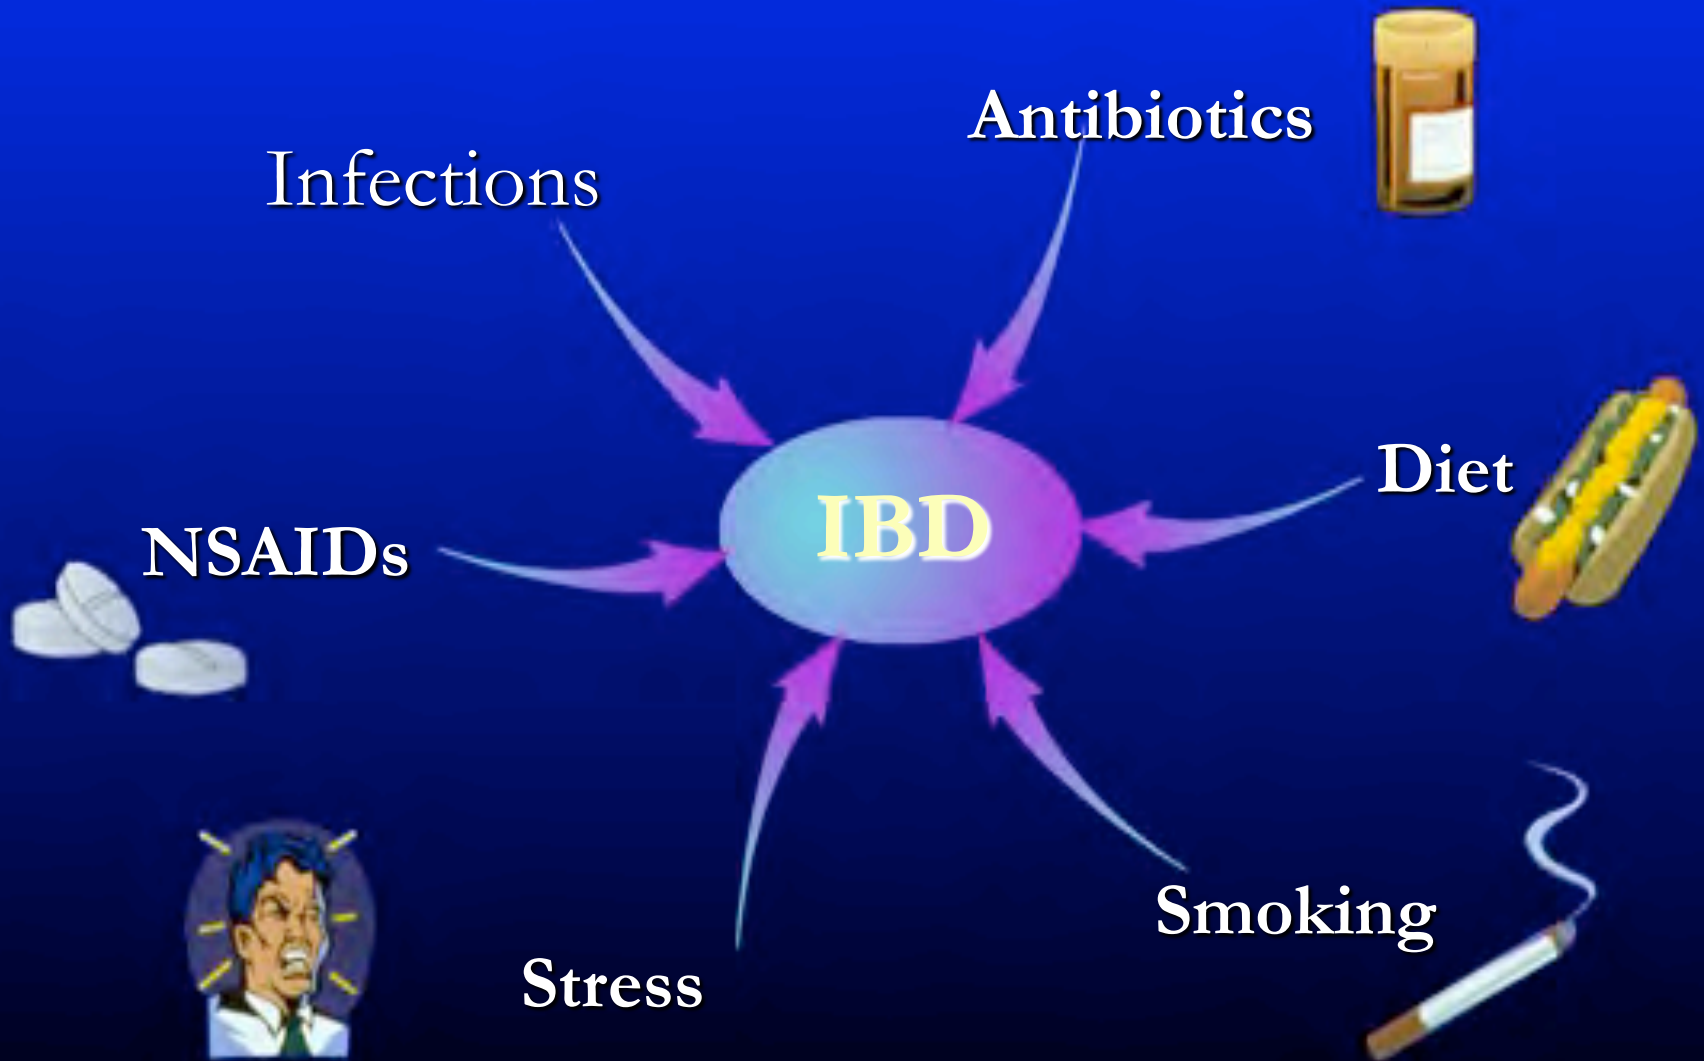 Antibiotics
Infections
Diet
IBD
NSAIDs
Smoking
Stress